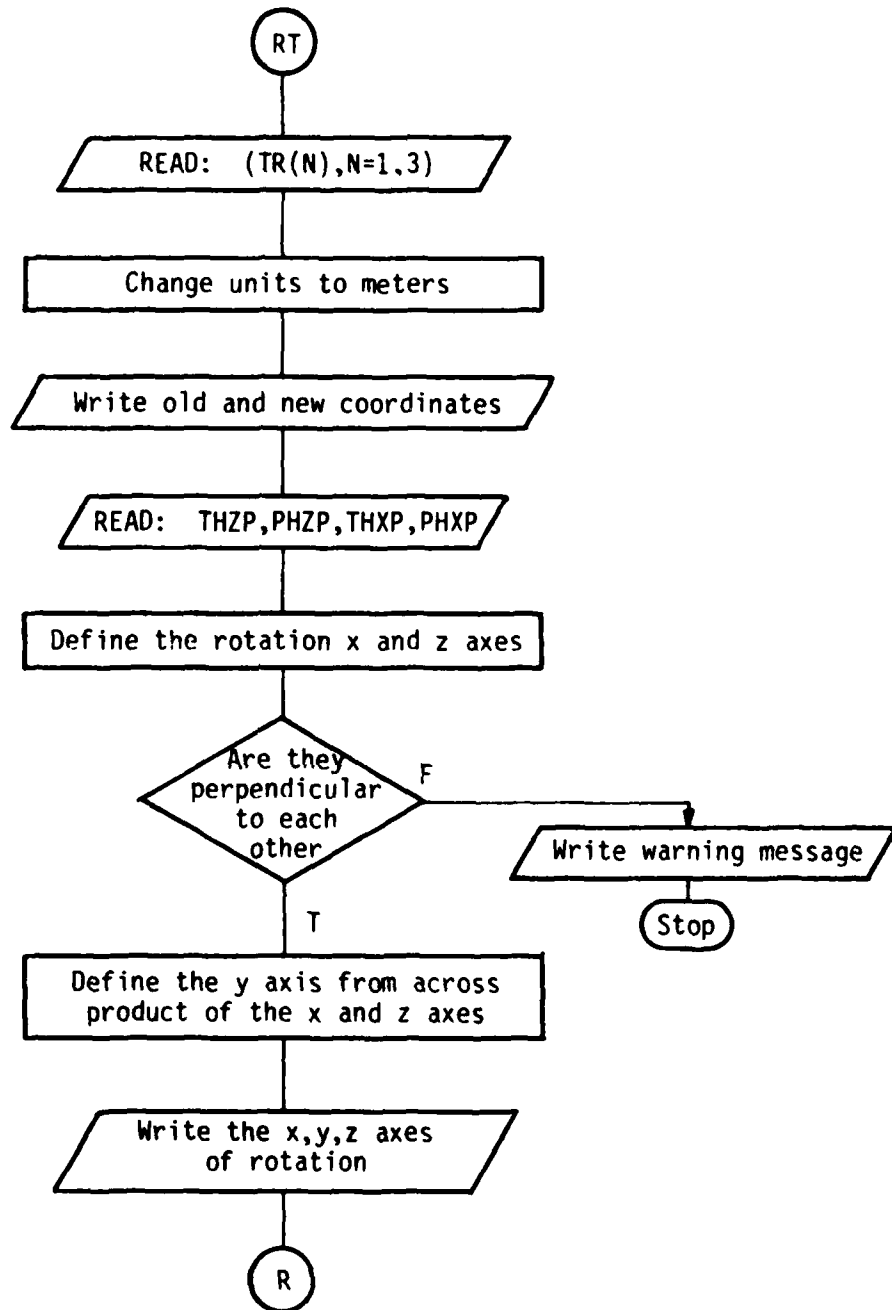 RT
READ: (TR(N),N=1,3)
Change units to meters
Write old and new coordinates
READ: THZP,PHZP,THXP,PHXP
Define the rotation x and z axes
Are they
perpendicular
to each
other
F
Write warning message
Stop
T
Define the y axis from across
product of the x and z axes
Write the x,y,z axes
of rotation
R